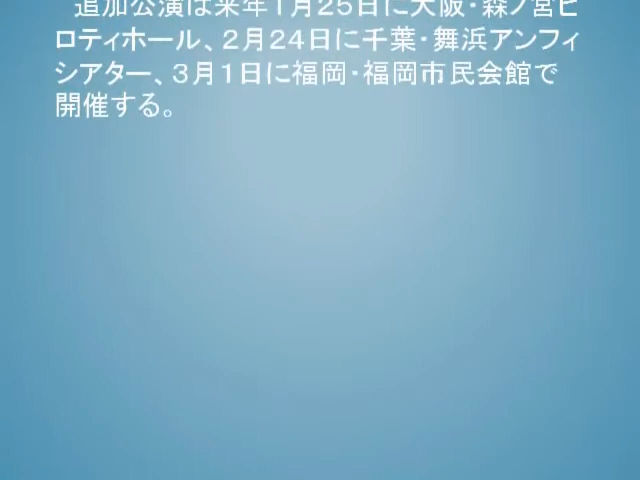 追加公演は来年１月２５日に大阪・森ノ宮ピ
ロティホール、２月２４日に千葉・舞浜アンフィ
シアター、３月１日に福岡・福岡市民会館で
開催する。